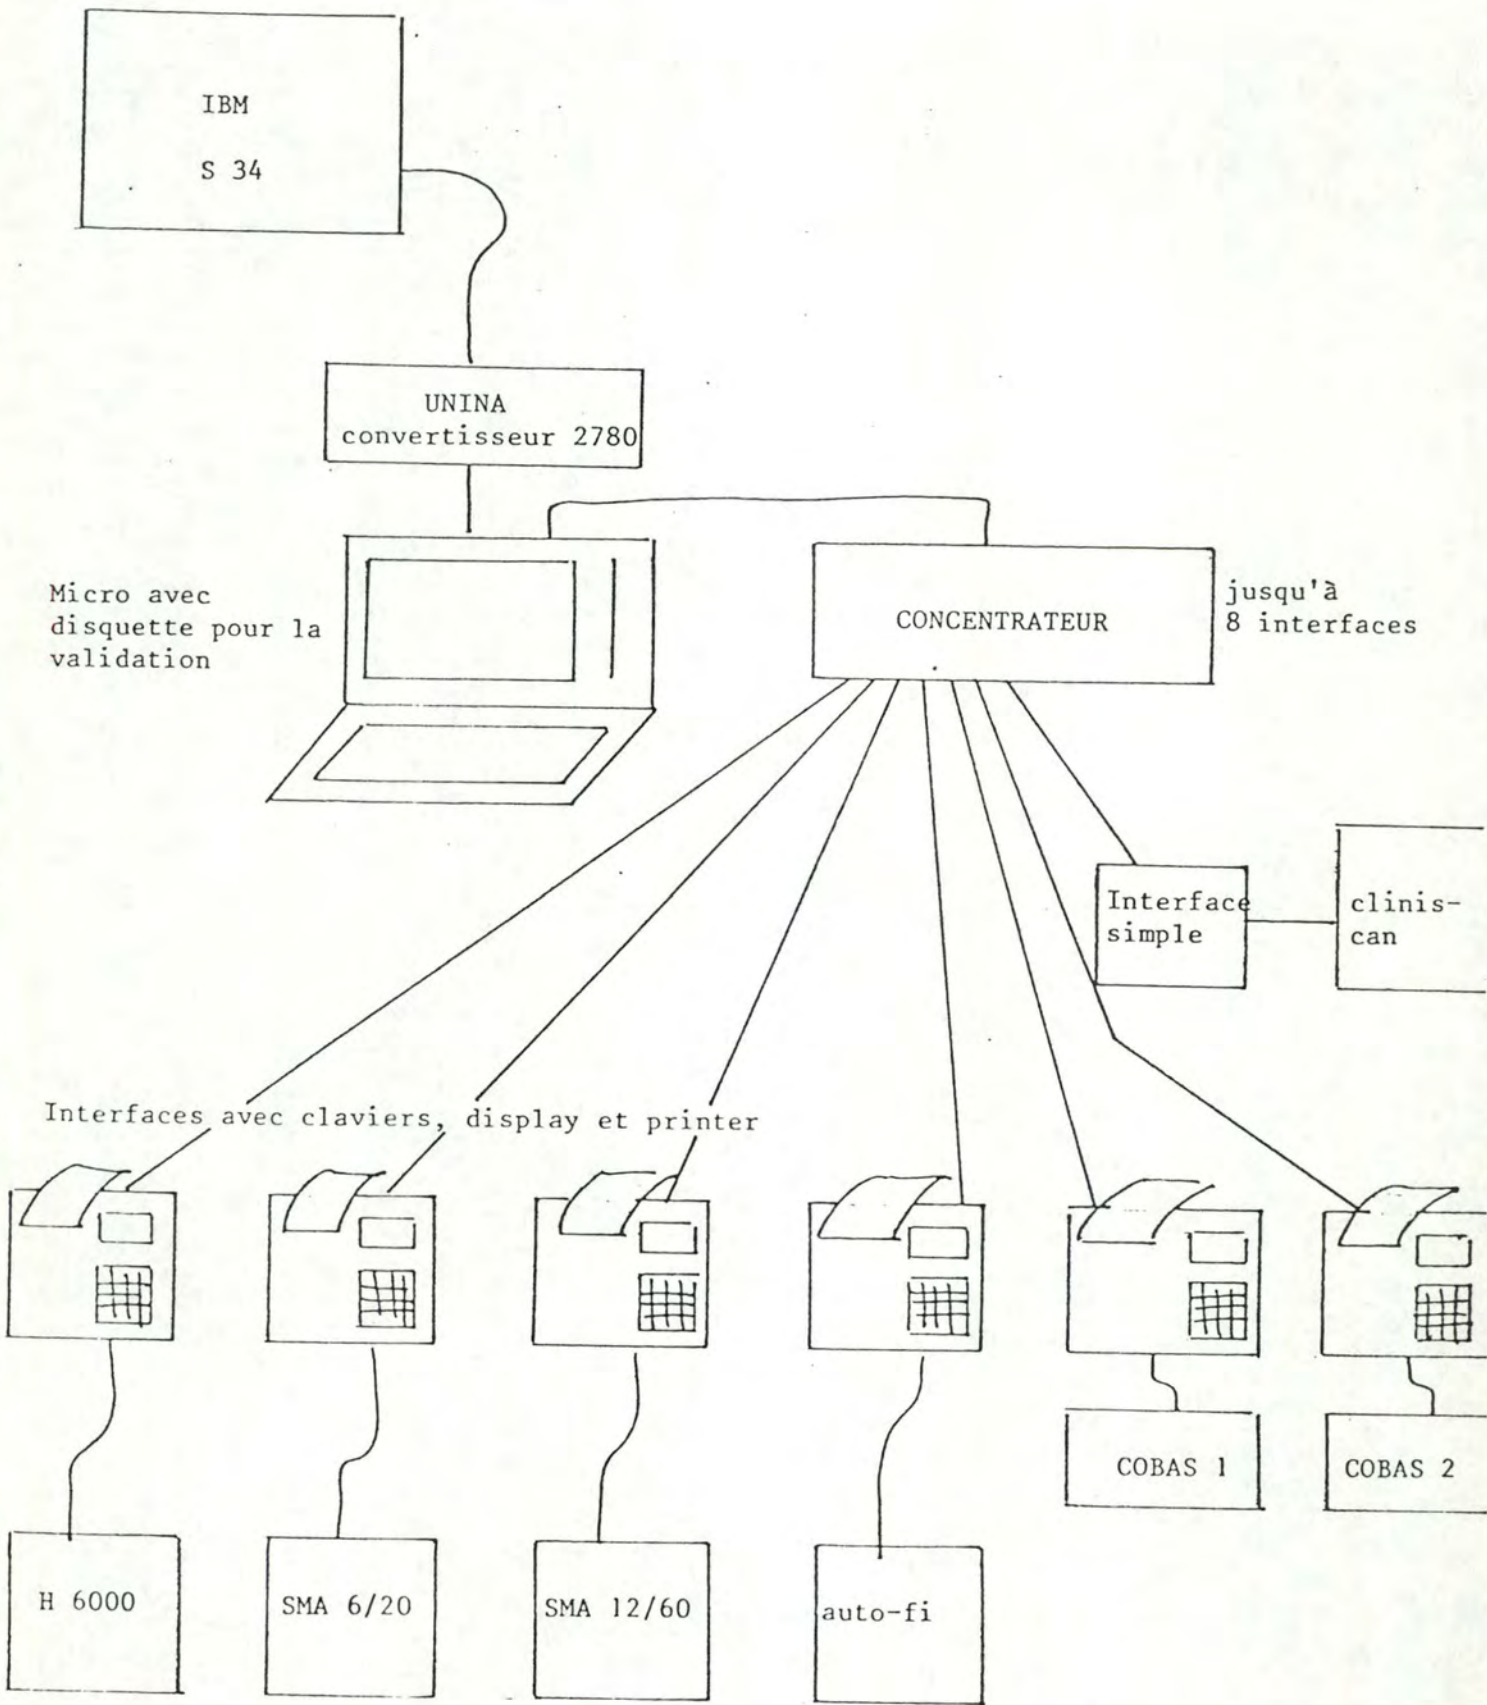 IBM
S 34
UNINA
convertisseur 2780
Micro avec
disquette pour la
validation
CONCENTRATEUR
jusqu'à
8 interfaces
Interface
simple
clinis-
can
Interfaces avec claviers, display et printer
COBAS 1
COBAS 2
H 6000
SMA 6/20
SMA 12/60
auto-fi